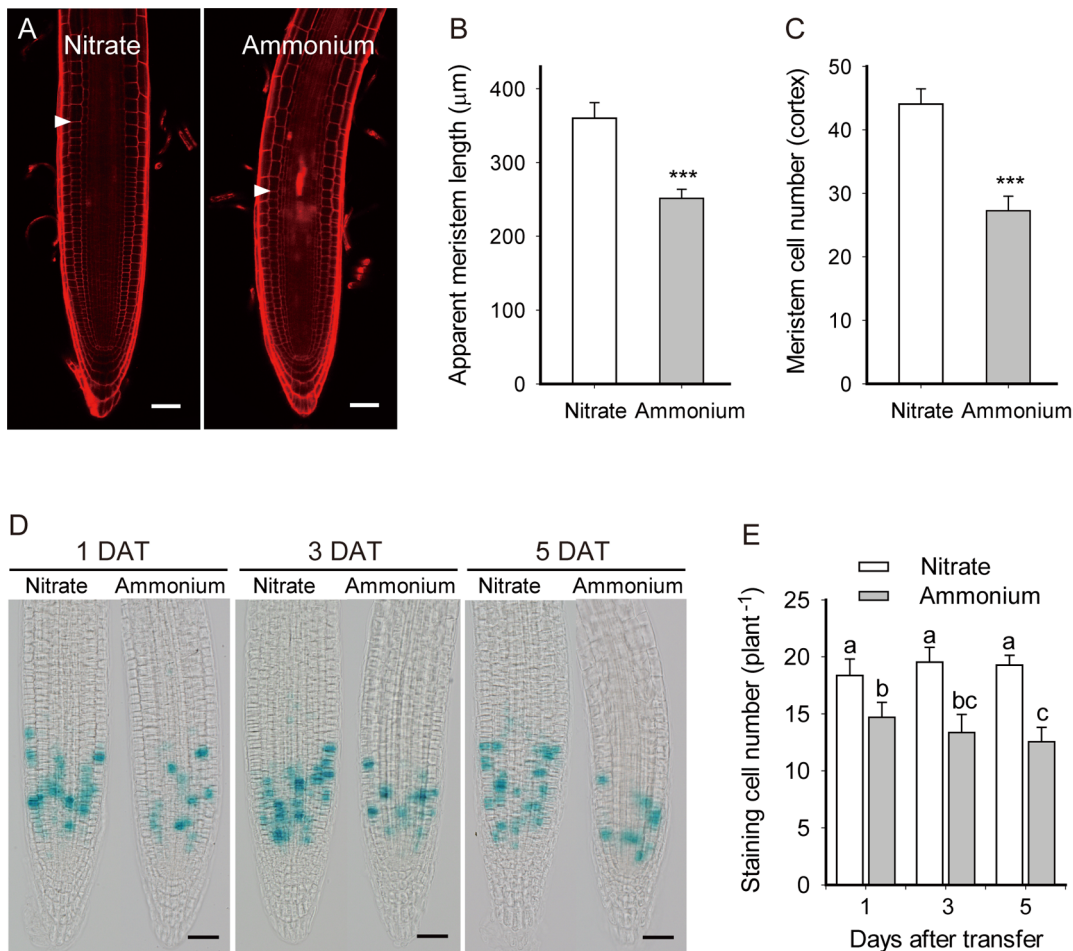 A
Nitrate
Ammonium
B
Apparent meristem length (μm)
400
300
200
100
0
***
Nitrate Ammonium
C
Meristem cell number (cortex)
50
40
30
20
10
0
***
Nitrate Ammonium
D
1 DAT
3 DAT
5 DAT
Nitrate Ammonium
Nitrate Ammonium
Nitrate Ammonium
E
Nitrate
Ammonium
Staining cell number (plant⁻¹)
25
20
15
10
5
0
a
b
a
bc
a
c
1 3 5
Days after transfer